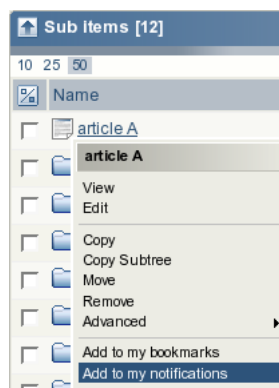 Sub items [12]
10 25 50
Name
article A
article A
View
Edit
Copy
Copy Subtree
Move
Remove
Advanced
Add to my bookmarks
Add to my notifications